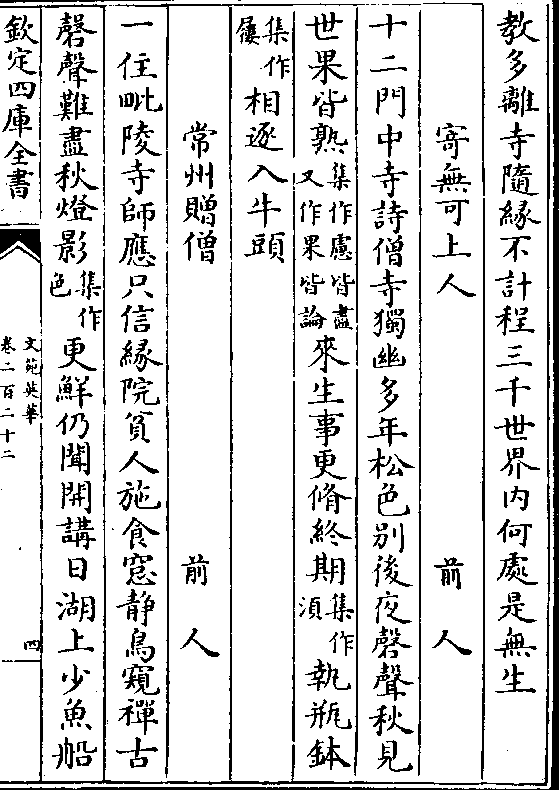 教多離寺隨縁不計程三千世界内何處是無生
寄無可上人 前人
十二門中寺詩僧寺獨幽多年松色别後夜磬聲秋見
世果皆熟集作慮皆盡又作果皆論來生事更脩終期集作須執瓶鉢
集作屨相逐入牛頭
常州贈僧 前人
一住毗陵寺師應只信縁院貧人施食窻静鳥窺禪古
磬聲難盡秋燈影集作色更鮮仍聞開講日湖上少魚船
欽定四庫全書
文苑英華
卷二百二十二
四